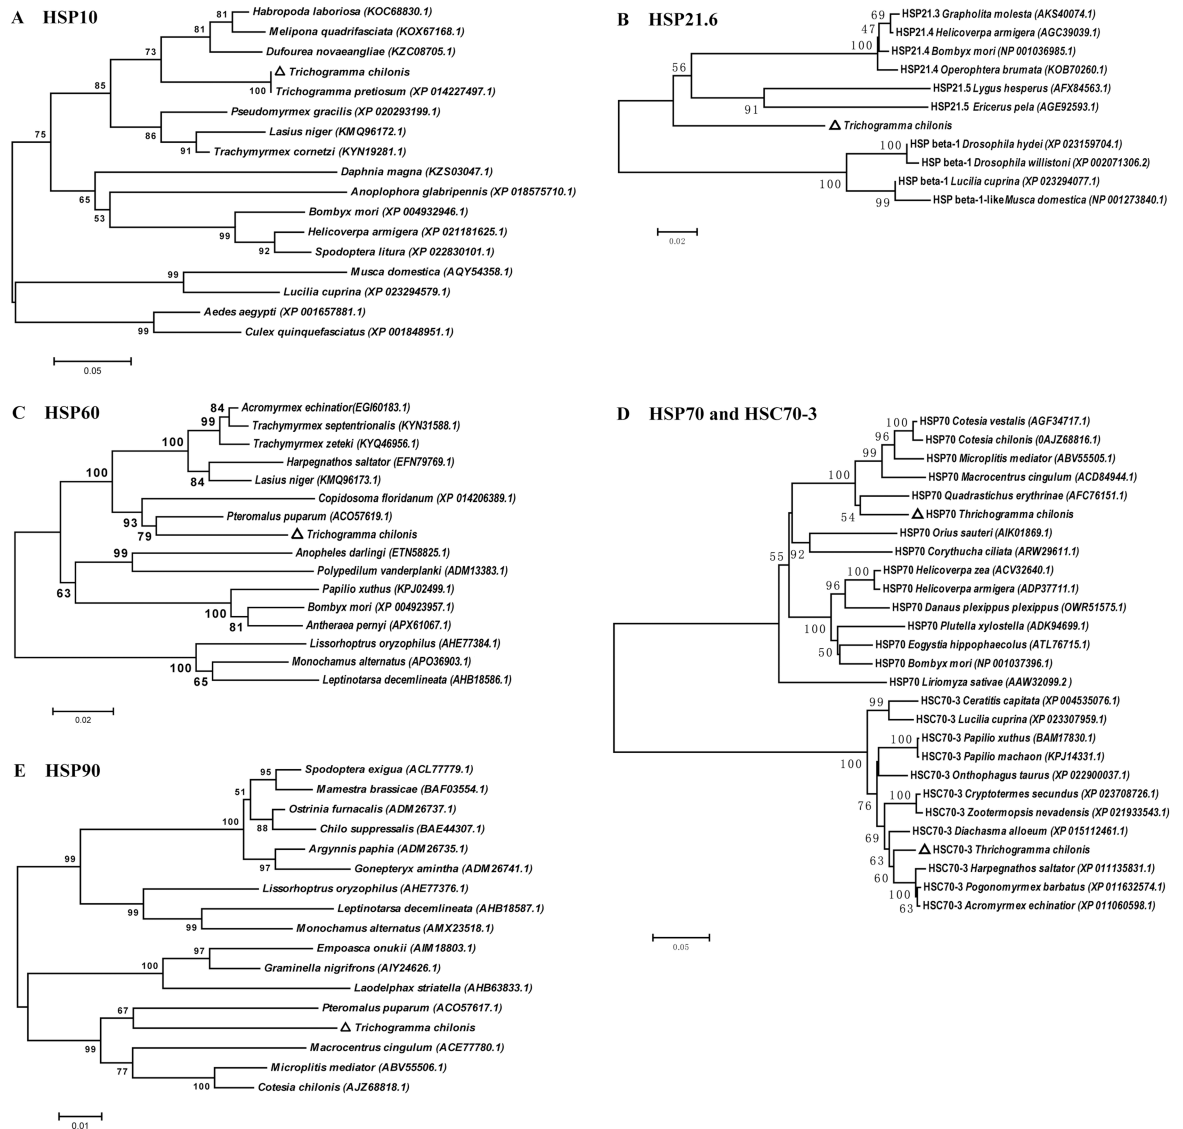 A HSP10
81
Habropoda laboriosa (KOC68830.1)
81
Melipona quadrifasciata (KOX67168.1)
73
Dufourea novaeangliae (KZC08705.1)
△ Trichogramma chilonis
100
Trichogramma pretiosum (XP 014227497.1)
85
Pseudomyrmex gracilis (XP 020293199.1)
86
Lasius niger (KMQ96172.1)
91
Trachymyrmex cornetzi (KYN19281.1)
75
Daphnia magna (KZS03047.1)
65
Anoplophora glabripennis (XP 018575710.1)
53
Bombyx mori (XP 004932946.1)
99
Helicoverpa armigera (XP 021181625.1)
92
Spodoptera litura (XP 022830101.1)
99
Musca domestica (AQY54358.1)
Lucilia cuprina (XP 023294579.1)
Aedes aegypti (XP 001657881.1)
99
Culex quinquefasciatus (XP 001848951.1)
0.05
B HSP21.6
69
HSP21.3 Grapholita molesta (AKS40074.1)
47
HSP21.4 Helicoverpa armigera (AGC39039.1)
100
HSP21.4 Bombyx mori (NP 001036985.1)
HSP21.4 Operophtera brumata (KOB70260.1)
56
HSP21.5 Lygus hesperus (AFX84563.1)
91
HSP21.5 Ericerus pela (AGE92593.1)
△ Trichogramma chilonis
100
HSP beta-1 Drosophila hydei (XP 023159704.1)
HSP beta-1 Drosophila willistoni (XP 002071306.2)
100
HSP beta-1 Lucilia cuprina (XP 023294077.1)
99
HSP beta-1-like Musca domestica (NP 001273840.1)
0.02
C HSP60
84
Acromyrmex echinatior(EGI60183.1)
99
Trachymyrmex septentrionalis (KYN31588.1)
100
Trachymyrmex zeteki (KYQ46956.1)
Harpegnathos saltator (EFN79769.1)
84
Lasius niger (KMQ96173.1)
100
Copidosoma floridanum (XP 014206389.1)
93
Pteromalus puparum (ACO57619.1)
79
△ Trichogramma chilonis
99
Anopheles darlingi (ETN58825.1)
Polypedilum vanderplanki (ADM13383.1)
63
Papilio xuthus (KPJ02499.1)
100
Bombyx mori (XP 004923957.1)
81
Antheraea pernyi (APX61067.1)
Lissorhoptrus oryzophilus (AHE77384.1)
100
Monochamus alternatus (APO36903.1)
65
Leptinotarsa decemlineata (AHB18586.1)
0.02
D HSP70 and HSC70-3
100
HSP70 Cotesia vestalis (AGF34717.1)
96
HSP70 Cotesia chilonis (0AJZ68816.1)
99
HSP70 Microplitis mediator (ABV55505.1)
100
HSP70 Macrocentrus cingulum (ACD84944.1)
HSP70 Quadrastichus erythrinae (AFC76151.1)
54
△ HSP70 Thrichogramma chilonis
HSP70 Orius sauteri (AIK01869.1)
55 92
HSP70 Corythucha ciliata (ARW29611.1)
100
HSP70 Helicoverpa zea (ACV32640.1)
96
HSP70 Helicoverpa armigera (ADP37711.1)
HSP70 Danaus plexippus plexippus (OWR51575.1)
100
HSP70 Plutella xylostella (ADK94699.1)
50
HSP70 Eogystia hippophaecolus (ATL76715.1)
HSP70 Bombyx mori (NP 001037396.1)
HSP70 Liriomyza sativae (AAW32099.2 )
99
HSC70-3 Ceratitis capitata (XP 004535076.1)
HSC70-3 Lucilia cuprina (XP 023307959.1)
100
HSC70-3 Papilio xuthus (BAM17830.1)
HSC70-3 Papilio machaon (KPJ14331.1)
100
HSC70-3 Onthophagus taurus (XP 022900037.1)
100
HSC70-3 Cryptotermes secundus (XP 023708726.1)
76
HSC70-3 Zootermopsis nevadensis (XP 021933543.1)
69
HSC70-3 Diachasma alloeum (XP 015112461.1)
63
△ HSC70-3 Thrichogramma chilonis
60
HSC70-3 Harpegnathos saltator (XP 011135831.1)
100
HSC70-3 Pogonomyrmex barbatus (XP 011632574.1)
63
HSC70-3 Acromyrmex echinatior (XP 011060598.1)
0.05
E HSP90
95
Spodoptera exigua (ACL77779.1)
51
Mamestra brassicae (BAF03554.1)
Ostrinia furnacalis (ADM26737.1)
100
88
Chilo suppressalis (BAE44307.1)
Argynnis paphia (ADM26735.1)
97
Gonepteryx amintha (ADM26741.1)
99
Lissorhoptrus oryzophilus (AHE77376.1)
99
Leptinotarsa decemlineata (AHB18587.1)
99
Monochamus alternatus (AMX23518.1)
97
Empoasca onukii (AIM18803.1)
100
Graminella nigrifrons (AIY24626.1)
Laodelphax striatella (AHB63833.1)
67
Pteromalus puparum (ACO57617.1)
△ Trichogramma chilonis
99
Macrocentrus cingulum (ACE77780.1)
77
Microplitis mediator (ABV55506.1)
100
Cotesia chilonis (AJZ68818.1)
0.01